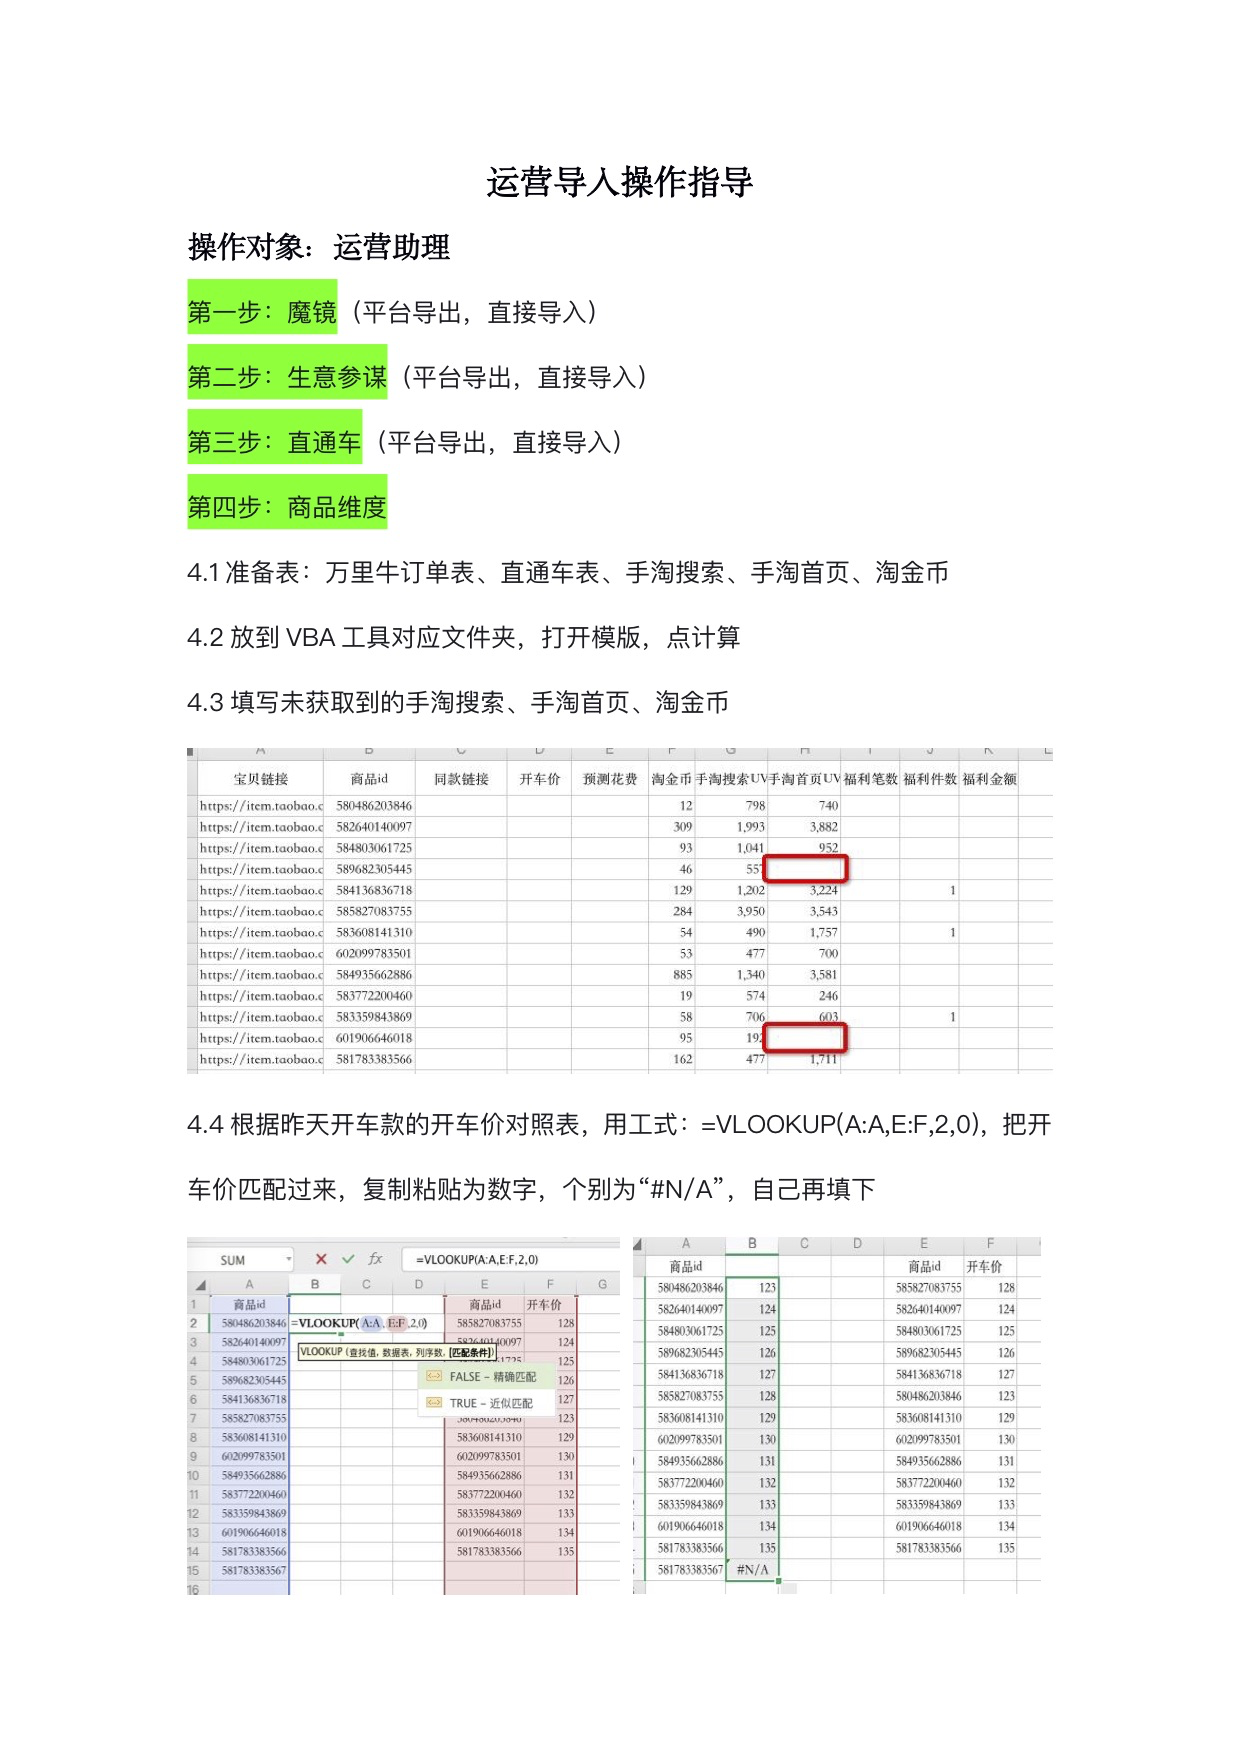 运营导入操作指导
操作对象：运营助理
第一步：魔镜（平台导出，直接导入）
第二步：生意参谋（平台导出，直接导入）
第三步：直通车（平台导出，直接导入）
第四步：商品维度
4.1 准备表：万里牛订单表、直通车表、手淘搜索、手淘首页、淘金币
4.2 放到 VBA 工具对应文件夹，打开模版，点计算
4.3 填写未获取到的手淘搜索、手淘首页、淘金币
A B C D E F G H I J K L
宝贝链接 商品id 同款链接 开车价 预测花费 淘金币 手淘搜索UV 手淘首页UV 福利笔数 福利件数 福利金额
https://item.taobao.c 580486203846 12 798 740
https://item.taobao.c 582640140097 309 1,993 3,882
https://item.taobao.c 584803061725 93 1,041 952
https://item.taobao.c 589682305445 46 557
https://item.taobao.c 584136836718 129 1,202 3,224 1
https://item.taobao.c 585827083755 284 3,950 3,543
https://item.taobao.c 583608141310 54 490 1,757 1
https://item.taobao.c 602099783501 53 477 700
https://item.taobao.c 584935662886 885 1,340 3,581
https://item.taobao.c 583772200460 19 574 246
https://item.taobao.c 583359843869 58 706 603 1
https://item.taobao.c 601906646018 95 192
https://item.taobao.c 581783383566 162 477 1,711
4.4 根据昨天开车款的开车价对照表，用工式：=VLOOKUP(A:A,E:F,2,0)，把开
车价匹配过来，复制粘贴为数字，个别为“#N/A”，自己再填下
SUM fx =VLOOKUP(A:A,E:F,2,0)
A B C D E F G
1 商品id 商品id 开车价
2 580486203846 =VLOOKUP(A:A, E:F,2,0) 585827083755 128
3 582640140097 582640140097 124
VLOOKUP (查找值, 数据表, 列序数, [匹配条件])
4 584803061725 125
FALSE – 精确匹配
5 589682305445 126
TRUE – 近似匹配
6 584136836718 127
7 585827083755 580486203846 123
8 583608141310 583608141310 129
9 602099783501 602099783501 130
10 584935662886 584935662886 131
11 583772200460 583772200460 132
12 583359843869 583359843869 133
13 601906646018 601906646018 134
14 581783383566 581783383566 135
15 581783383567
16
A B C D E F
商品id 商品id 开车价
580486203846 123 585827083755 128
582640140097 124 582640140097 124
584803061725 125 584803061725 125
589682305445 126 589682305445 126
584136836718 127 584136836718 127
585827083755 128 580486203846 123
583608141310 129 583608141310 129
602099783501 130 602099783501 130
584935662886 131 584935662886 131
583772200460 132 583772200460 132
583359843869 133 583359843869 133
601906646018 134 601906646018 134
581783383566 135 581783383566 135
581783383567 #N/A